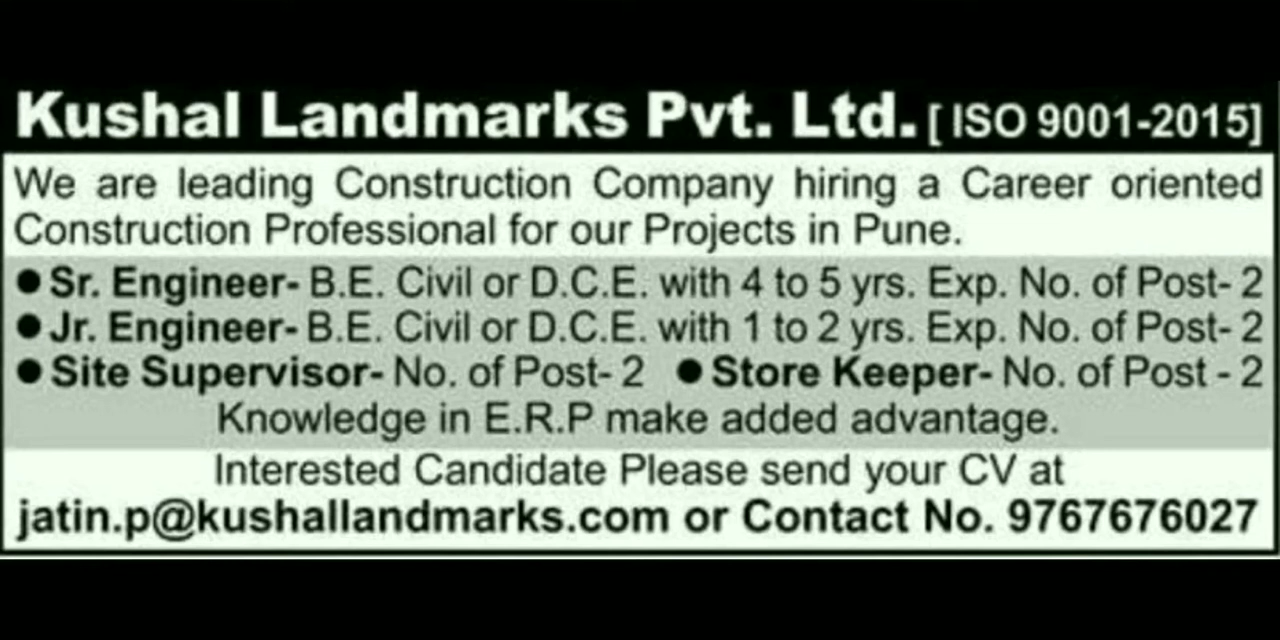 Kushal Landmarks Pvt. Ltd. [ ISO 9001-2015]
We are leading Construction Company hiring a Career oriented
Construction Professional for our Projects in Pune.
● Sr. Engineer- B.E. Civil or D.C.E. with 4 to 5 yrs. Exp. No. of Post- 2
● Jr. Engineer- B.E. Civil or D.C.E. with 1 to 2 yrs. Exp. No. of Post- 2
● Site Supervisor- No. of Post- 2 ● Store Keeper- No. of Post - 2
Knowledge in E.R.P make added advantage.
Interested Candidate Please send your CV at
jatin.p@kushallandmarks.com or Contact No. 9767676027